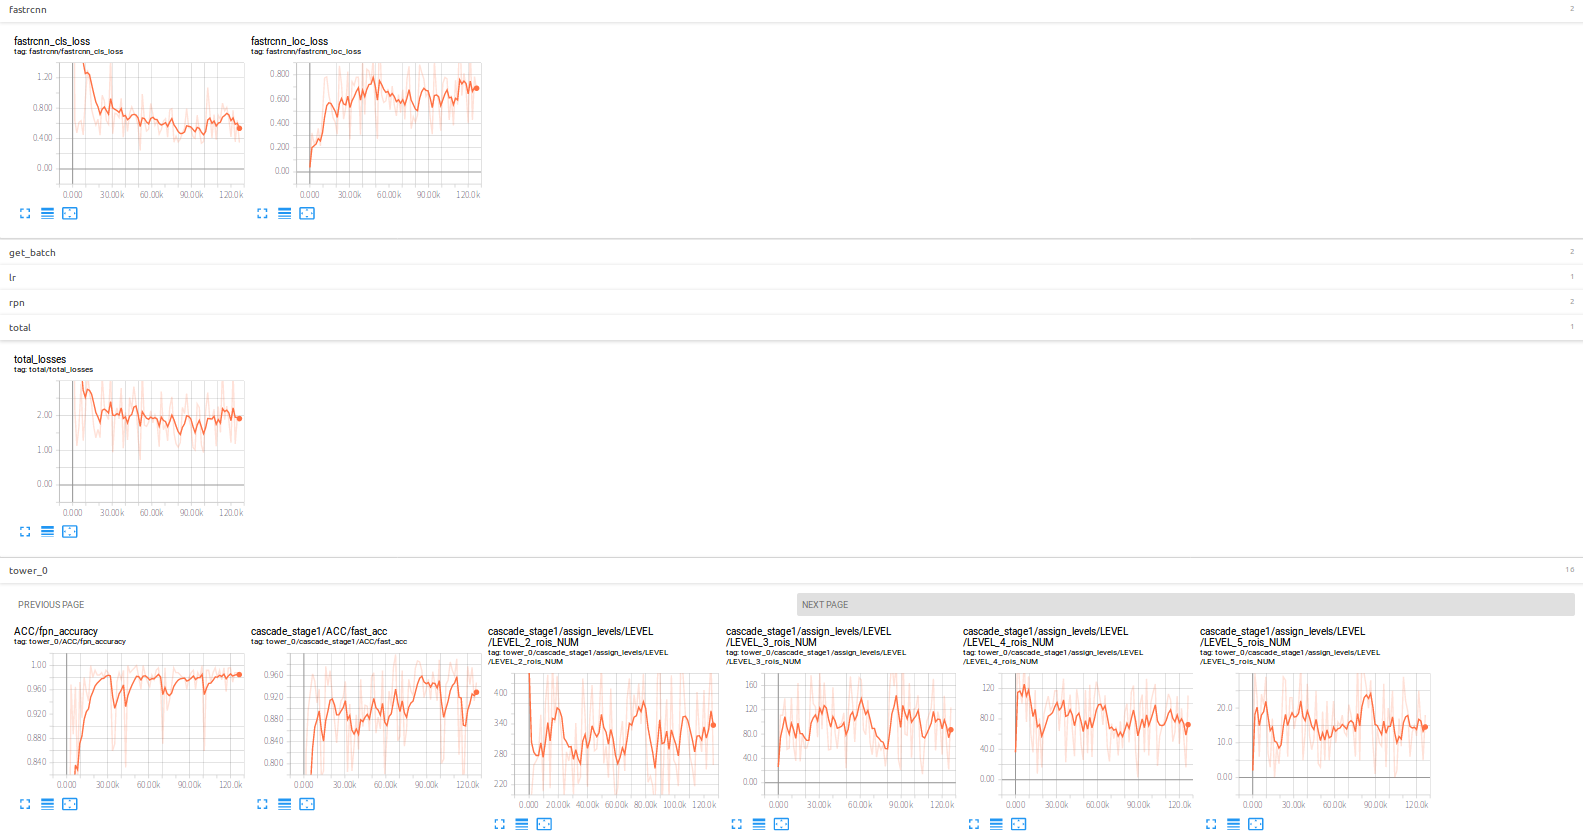 fastrcnn 2
fastrcnn_cls_loss
tag: fastrcnn/fastrcnn_cls_loss
1.20
0.800
0.400
0.00
0.000 30.00k 60.00k 90.00k 120.0k
fastrcnn_loc_loss
tag: fastrcnn/fastrcnn_loc_loss
0.800
0.600
0.400
0.200
0.00
0.000 30.00k 60.00k 90.00k 120.0k
get_batch 2
lr 1
rpn 2
total 1
total_losses
tag: total/total_losses
2.00
1.00
0.00
0.000 30.00k 60.00k 90.00k 120.0k
tower_0 16
PREVIOUS PAGE NEXT PAGE
ACC/fpn_accuracy
tag: tower_0/ACC/fpn_accuracy
1.00
0.960
0.920
0.880
0.840
0.000 30.00k 60.00k 90.00k 120.0k
cascade_stage1/ACC/fast_acc
tag: tower_0/cascade_stage1/ACC/fast_acc
0.960
0.920
0.880
0.840
0.800
0.000 30.00k 60.00k 90.00k 120.0k
cascade_stage1/assign_levels/LEVEL
/LEVEL_2_rois_NUM
tag: tower_0/cascade_stage1/assign_levels/LEVEL
/LEVEL_2_rois_NUM
400
340
280
220
0.000 20.00k 40.00k 60.00k 80.00k 100.0k 120.0k
cascade_stage1/assign_levels/LEVEL
/LEVEL_3_rois_NUM
tag: tower_0/cascade_stage1/assign_levels/LEVEL
/LEVEL_3_rois_NUM
160
120
80.0
40.0
0.00
0.000 30.00k 60.00k 90.00k 120.0k
cascade_stage1/assign_levels/LEVEL
/LEVEL_4_rois_NUM
tag: tower_0/cascade_stage1/assign_levels/LEVEL
/LEVEL_4_rois_NUM
120
80.0
40.0
0.00
0.000 30.00k 60.00k 90.00k 120.0k
cascade_stage1/assign_levels/LEVEL
/LEVEL_5_rois_NUM
tag: tower_0/cascade_stage1/assign_levels/LEVEL
/LEVEL_5_rois_NUM
20.0
10.0
0.00
0.000 30.00k 60.00k 90.00k 120.0k